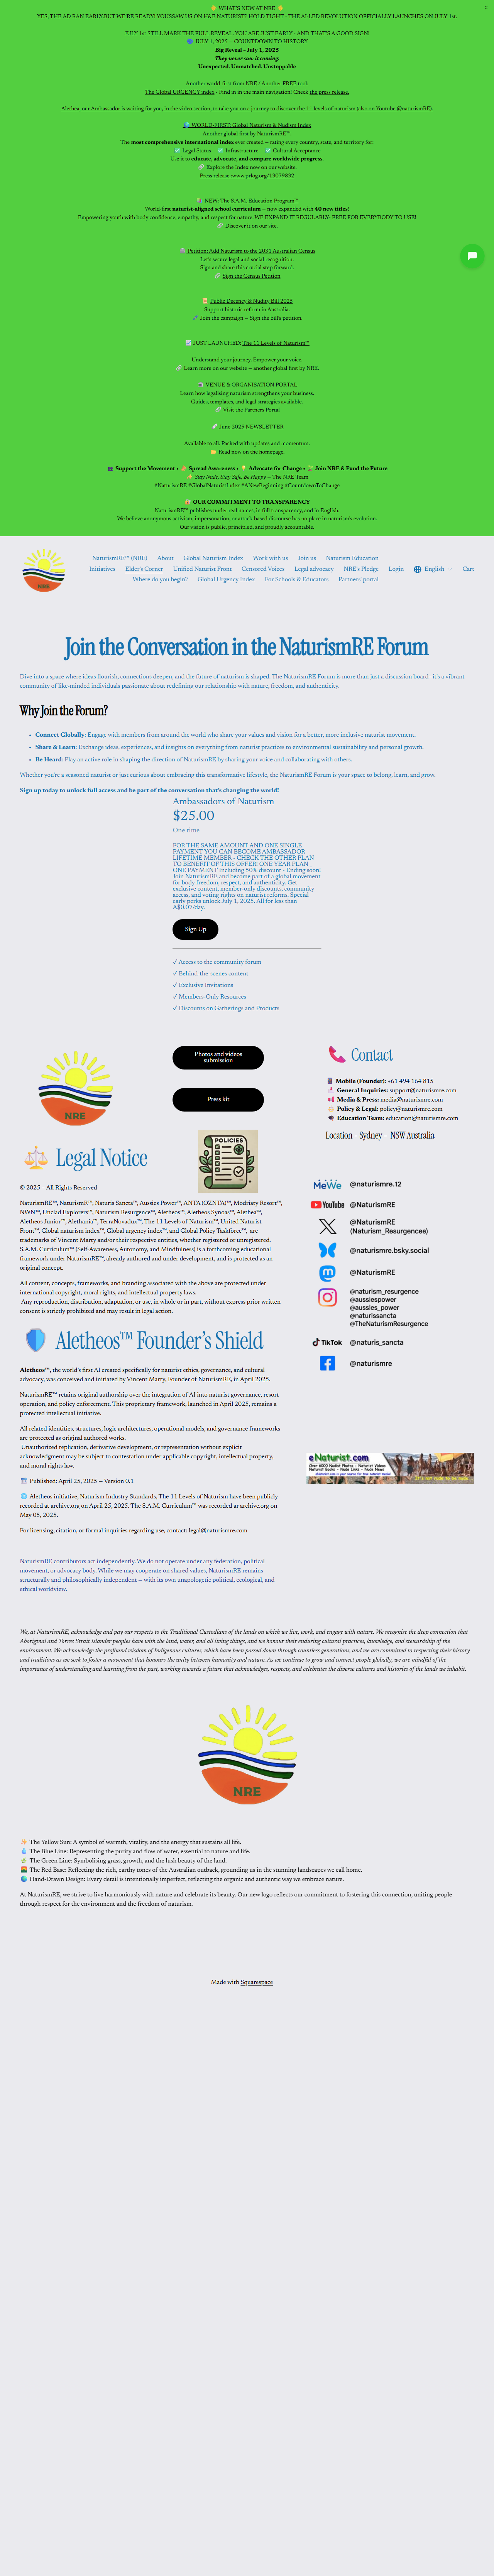 WHAT'S NEW AT NRE
YES, THE AD RAN EARLY.BUT WE'RE READY! YOUSSAW US ON H&E NATURIST? HOLD TIGHT - THE AI-LED REVOLUTION OFFICIALLY LAUNCHES ON JULY 1st.
JULY 1st STILL MARK THE FULL REVEAL. YOU ARE JUST EARLY - AND THAT'S A GOOD SIGN!
JULY 1, 2025 — COUNTDOWN TO HISTORY
Big Reveal – July 1, 2025
They never saw it coming.
Unexpected. Unmatched. Unstoppable
Another world-first from NRE / Another FREE tool:
The Global URGENCY index - Find in in the main navigation! Check the press release.
Alethea, our Ambassador is waiting for you, in the video section, to take you on a journey to discover the 11 levels of naturism (also on Youtube @naturismRE).
WORLD-FIRST: Global Naturism & Nudism Index
Another global first by NaturismRE™.
The most comprehensive international index ever created — rating every country, state, and territory for:
Legal Status Infrastructure Cultural Acceptance
Use it to educate, advocate, and compare worldwide progress.
Explore the Index now on our website.
Press release :www.prlog.org/13079832
NEW: The S.A.M. Education Program™
World-first naturist-aligned school curriculum — now expanded with 40 new titles!
Empowering youth with body confidence, empathy, and respect for nature. WE EXPAND IT REGULARLY- FREE FOR EVERYBODY TO USE!
Discover it on our site.
Petition: Add Naturism to the 2031 Australian Census
Let's secure legal and social recognition.
Sign and share this crucial step forward.
Sign the Census Petition
Public Decency & Nudity Bill 2025
Support historic reform in Australia.
Join the campaign — Sign the bill's petition.
JUST LAUNCHED: The 11 Levels of Naturism™
Understand your journey. Empower your voice.
Learn more on our website — another global first by NRE.
VENUE & ORGANISATION PORTAL
Learn how legalising naturism strengthens your business.
Guides, templates, and legal strategies available.
Visit the Partners Portal
June 2025 NEWSLETTER
Available to all. Packed with updates and momentum.
Read now on the homepage.
Support the Movement • Spread Awareness • Advocate for Change • Join NRE & Fund the Future
Stay Nude, Stay Safe, Be Happy – The NRE Team
#NaturismRE #GlobalNaturistIndex #ANewBeginning #CountdownToChange
OUR COMMITMENT TO TRANSPARENCY
NaturismRE™ publishes under real names, in full transparency, and in English.
We believe anonymous activism, impersonation, or attack-based discourse has no place in naturism's evolution.
Our vision is public, principled, and proudly accountable.
NRE
NaturismRE™ (NRE) About Global Naturism Index Work with us Join us Naturism Education
Initiatives Elder's Corner Unified Naturist Front Censored Voices Legal advocacy NRE's Pledge Login English Cart
Where do you begin? Global Urgency Index For Schools & Educators Partners' portal
Join the Conversation in the NaturismRE Forum
Dive into a space where ideas flourish, connections deepen, and the future of naturism is shaped. The NaturismRE Forum is more than just a discussion board—it's a vibrant
community of like-minded individuals passionate about redefining our relationship with nature, freedom, and authenticity.
Why Join the Forum?
• Connect Globally: Engage with members from around the world who share your values and vision for a better, more inclusive naturist movement.
• Share & Learn: Exchange ideas, experiences, and insights on everything from naturist practices to environmental sustainability and personal growth.
• Be Heard: Play an active role in shaping the direction of NaturismRE by sharing your voice and collaborating with others.
Whether you're a seasoned naturist or just curious about embracing this transformative lifestyle, the NaturismRE Forum is your space to belong, learn, and grow.
Sign up today to unlock full access and be part of the conversation that's changing the world!
Ambassadors of Naturism
$25.00
One time
FOR THE SAME AMOUNT AND ONE SINGLE
PAYMENT YOU CAN BECOME AMBASSADOR
LIFETIME MEMBER - CHECK THE OTHER PLAN
TO BENEFIT OF THIS OFFER! ONE YEAR PLAN _
ONE PAYMENT Including 50% discount - Ending soon!
Join NaturismRE and become part of a global movement
for body freedom, respect, and authenticity. Get
exclusive content, member-only discounts, community
access, and voting rights on naturist reforms. Special
early perks unlock July 1, 2025. All for less than
A$0.07/day.
Sign Up
✓ Access to the community forum
✓ Behind-the-scenes content
✓ Exclusive Invitations
✓ Members-Only Resources
✓ Discounts on Gatherings and Products
NRE
Legal Notice
© 2025 – All Rights Reserved
NaturismRE™, NaturismR™, Naturis Sancta™, Aussies Power™, ANTA (OZNTA)™, Modriaty Resort™,
NWN™, Unclad Explorers™, Naturism Resurgence™, Aletheos™, Aletheos Synoas™, Alethea™,
Aletheos Junior™, Alethania™, TerraNovadux™, The 11 Levels of Naturism™, United Naturist
Front™, Global naturism index™, Global urgency index™, and Global Policy Taskforce™, are
trademarks of Vincent Marty and/or their respective entities, whether registered or unregistered.
S.A.M. Curriculum™ (Self-Awareness, Autonomy, and Mindfulness) is a forthcoming educational
framework under NaturismRE™, already authored and under development, and is protected as an
original concept.
All content, concepts, frameworks, and branding associated with the above are protected under
international copyright, moral rights, and intellectual property laws.
Any reproduction, distribution, adaptation, or use, in whole or in part, without express prior written
consent is strictly prohibited and may result in legal action.
Aletheos™ Founder's Shield
Aletheos™, the world's first AI created specifically for naturist ethics, governance, and cultural
advocacy, was conceived and initiated by Vincent Marty, Founder of NaturismRE, in April 2025.
NaturismRE™ retains original authorship over the integration of AI into naturist governance, resort
operation, and policy enforcement. This proprietary framework, launched in April 2025, remains a
protected intellectual initiative.
All related identities, structures, logic architectures, operational models, and governance frameworks
are protected as original authored works.
Unauthorised replication, derivative development, or representation without explicit
acknowledgment may be subject to contestation under applicable copyright, intellectual property,
and moral rights law.
Published: April 25, 2025 — Version 0.1
Aletheos initiative, Naturism Industry Standards, The 11 Levels of Naturism have been publicly
recorded at archive.org on April 25, 2025. The S.A.M. Curriculum™ was recorded ar archive.org on
May 05, 2025.
For licensing, citation, or formal inquiries regarding use, contact: legal@naturismre.com
NaturismRE contributors act independently. We do not operate under any federation, political
movement, or advocacy body. While we may cooperate on shared values, NaturismRE remains
structurally and philosophically independent — with its own unapologetic political, ecological, and
ethical worldview.
Photos and videos
submission
Press kit
POLICIES
Contact
Mobile (Founder): +61 494 164 815
General Inquiries: support@naturismre.com
Media & Press: media@naturismre.com
Policy & Legal: policy@naturismre.com
Education Team: education@naturismre.com
Location - Sydney - NSW Australia
MeWe @naturismre.12
YouTube @NaturismRE
@NaturismRE
(Naturism_Resurgencee)
@naturismre.bsky.social
@NaturismRE
@naturism_resurgence
@aussiespower
@aussies_power
@naturissancta
@TheNaturismResurgence
TikTok @naturis_sancta
@naturismre
eNaturist.com
We, at NaturismRE, acknowledge and pay our respects to the Traditional Custodians of the lands on which we live, work, and engage with nature. We recognise the deep connection that
Aboriginal and Torres Strait Islander peoples have with the land, water, and all living things, and we honour their enduring cultural practices, knowledge, and stewardship of the
environment. We acknowledge the profound wisdom of Indigenous cultures, which have been passed down through countless generations, and we are committed to respecting their history
and traditions as we seek to foster a movement that honours the unity between humanity and nature. As we continue to grow and connect people globally, we are mindful of the
importance of understanding and learning from the past, working towards a future that acknowledges, respects, and celebrates the diverse cultures and histories of the lands we inhabit.
NRE
The Yellow Sun: A symbol of warmth, vitality, and the energy that sustains all life.
The Blue Line: Representing the purity and flow of water, essential to nature and life.
The Green Line: Symbolising grass, growth, and the lush beauty of the land.
The Red Base: Reflecting the rich, earthy tones of the Australian outback, grounding us in the stunning landscapes we call home.
Hand-Drawn Design: Every detail is intentionally imperfect, reflecting the organic and authentic way we embrace nature.
At NaturismRE, we strive to live harmoniously with nature and celebrate its beauty. Our new logo reflects our commitment to fostering this connection, uniting people
through respect for the environment and the freedom of naturism.
Made with Squarespace